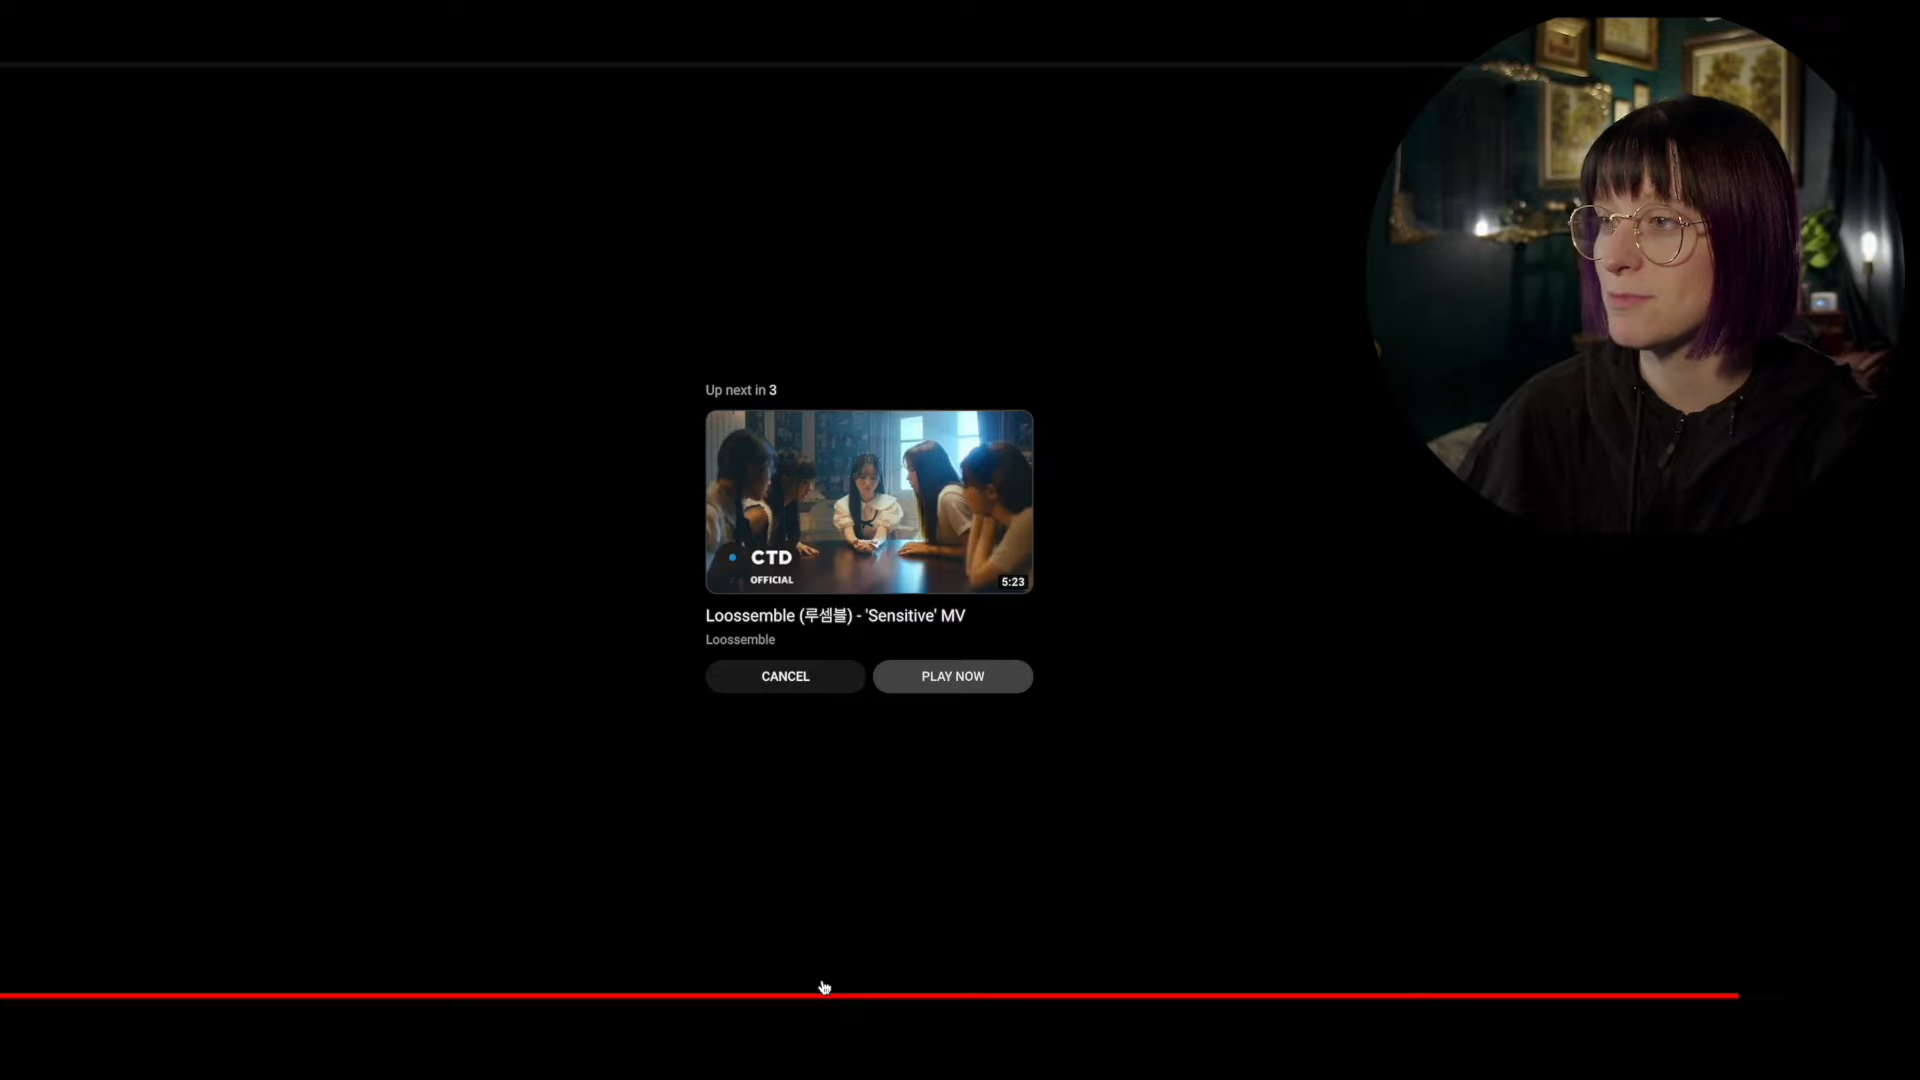 Up next in 3
CTD
OFFICIAL
5:23
Loossemble (루셈블) - 'Sensitive' MV
Loossemble
CANCEL
PLAY NOW